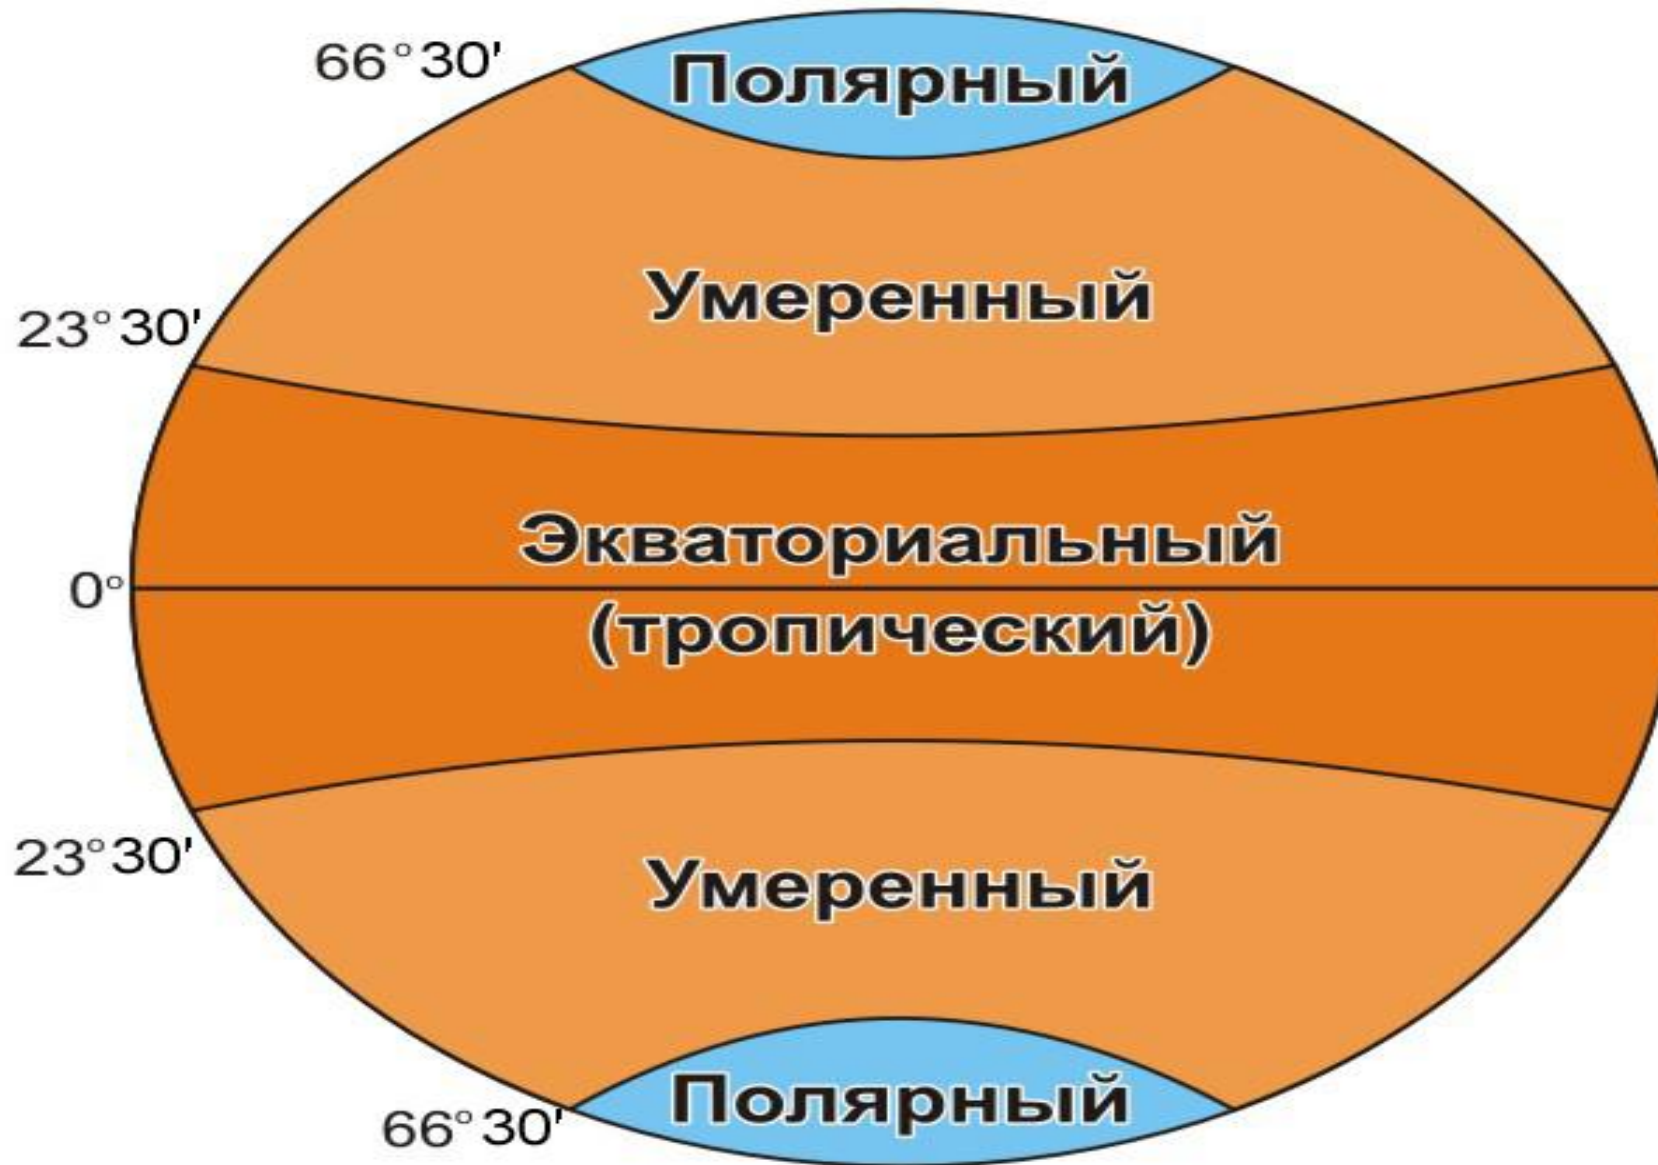 66°30'
Полярный
Умеренный
23°30'
Экваториальный
0°
(тропический)
23°30'
Умеренный
Полярный
66°30'